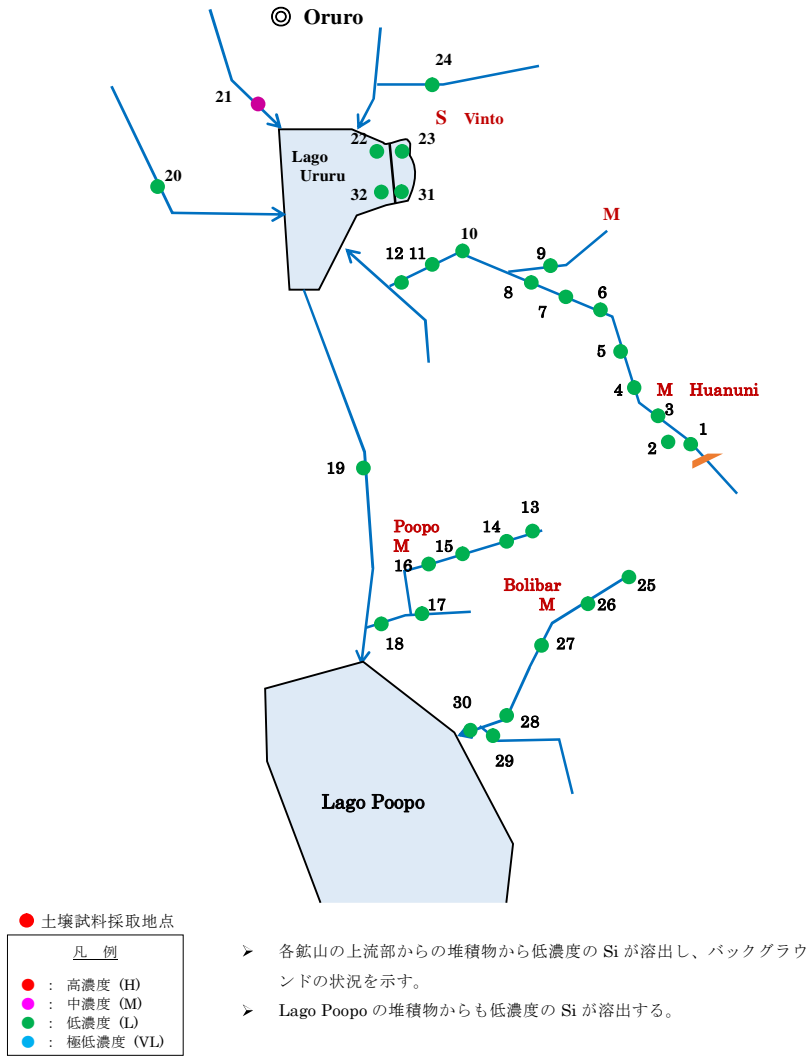 ◎ Oruro
24
21
S Vinto
22
23
Lago
Ururu
20
32
31
M
10
12 11
9
8
7
6
5
4
M Huanuni
3
1
2
19
13
Poopo
M
14
15
16
Bolibar
M
25
26
17
18
27
30
28
29
Lago Poopo
土壌試料採取地点
凡 例
： 高濃度 (H)
： 中濃度 (M)
： 低濃度 (L)
： 極低濃度 (VL)
➢ 各鉱山の上流部からの堆積物から低濃度の Si が溶出し、バックグラウ
ンドの状況を示す。
➢ Lago Poopo の堆積物からも低濃度の Si が溶出する。